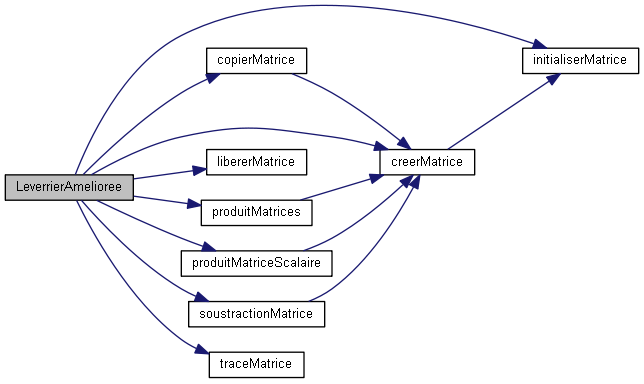 copierMatrice
initialiserMatrice
libererMatrice
creerMatrice
LeverrierAmelioree
produitMatrices
produitMatriceScalaire
soustractionMatrice
traceMatrice